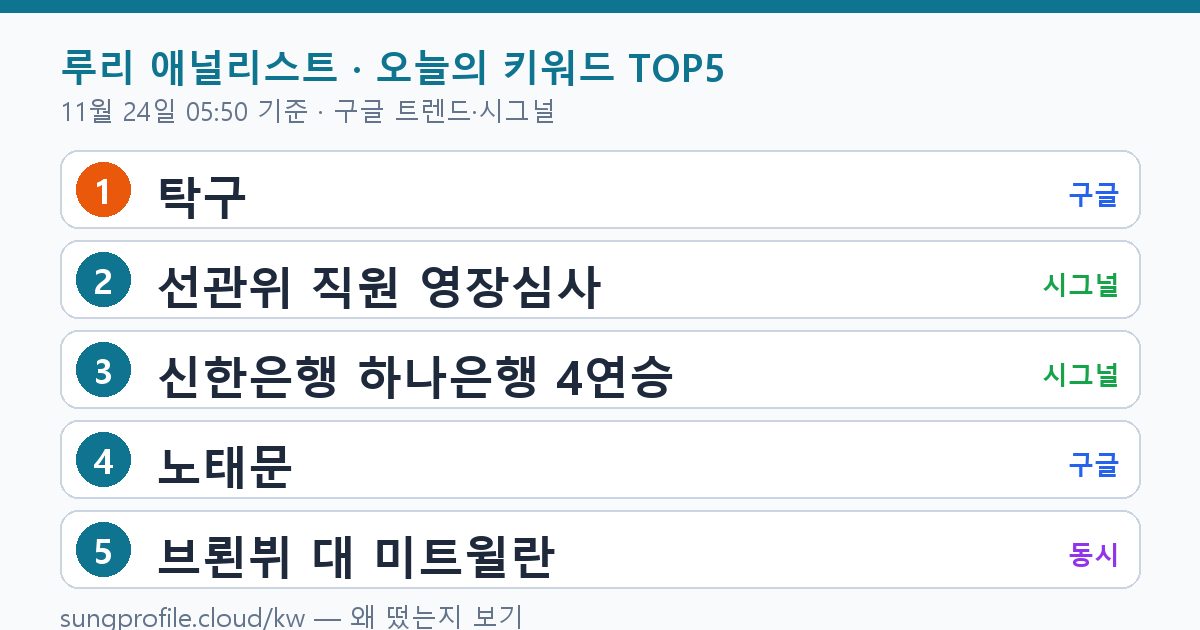 루리 애널리스트 · 오늘의 키워드 TOP5
11월 24일 05:50 기준 · 구글 트렌드·시그널
1 탁구 구글
2 선관위 직원 영장심사 시그널
3 신한은행 하나은행 4연승 시그널
4 노태문 구글
5 브뢴뷔 대 미트윌란 동시
sungprofile.cloud/kw — 왜 떴는지 보기